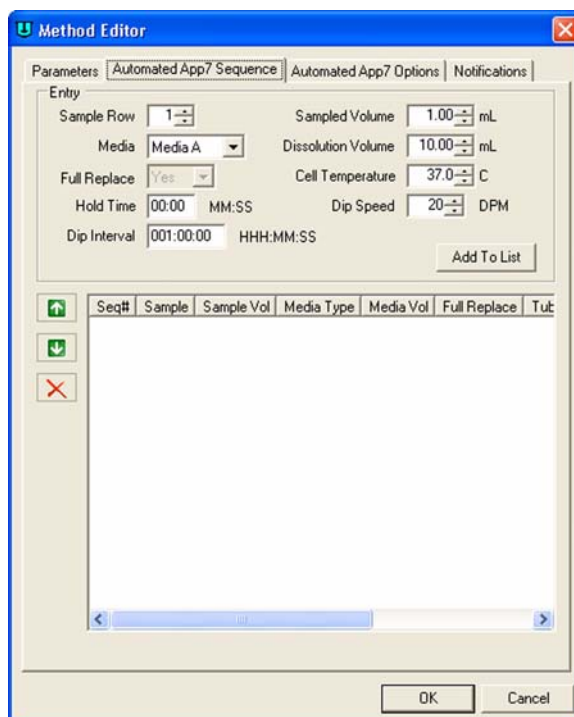 Method Editor
Parameters Automated App7 Sequence Automated App7 Options Notifications
Entry
Sample Row 1 Sampled Volume 1.00 mL
Media Media A Dissolution Volume 10.00 mL
Full Replace Yes Cell Temperature 37.0 C
Hold Time 00:00 MM:SS Dip Speed 20 DPM
Dip Interval 001:00:00 HHH:MM:SS
Add To List
Seq# Sample Sample Vol Media Type Media Vol Full Replace Tub
OK Cancel